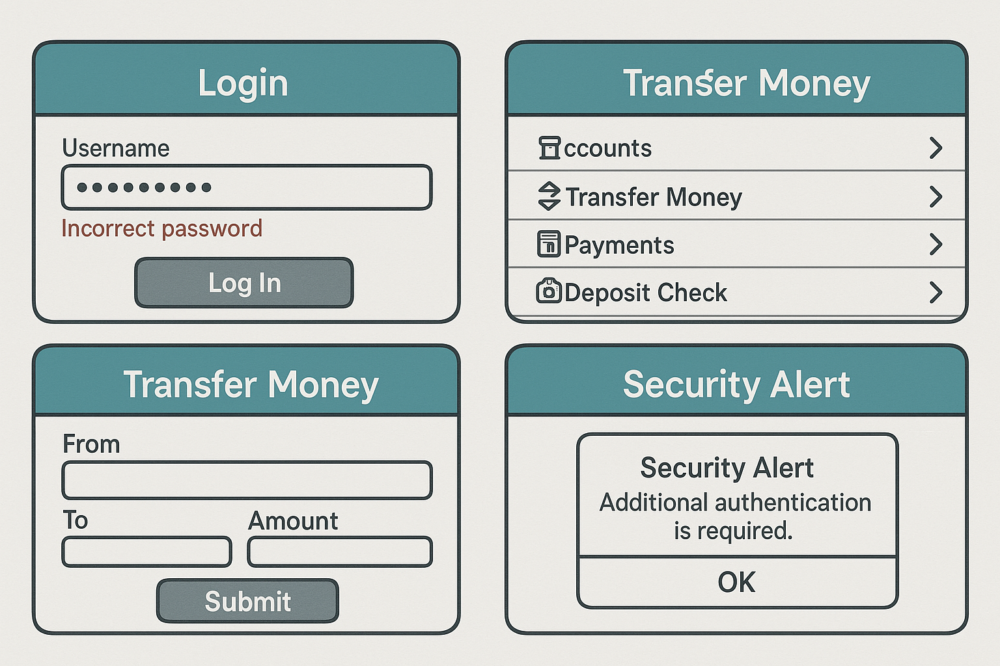 Login
Username
•••••••••
Incorrect password
Log In
Transfer Money
ccounts
Transfer Money
Payments
Deposit Check
Transfer Money
From
To Amount
Submit
Security Alert
Security Alert
Additional authentication
is required.
OK